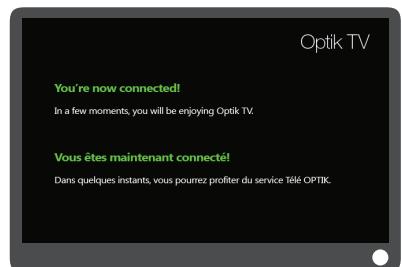 Optik TV
You're now connected!
In a few moments, you will be enjoying Optik TV.
Vous êtes maintenant connecté!
Dans quelques instants, vous pourrez profiter du service Télé OPTIK.